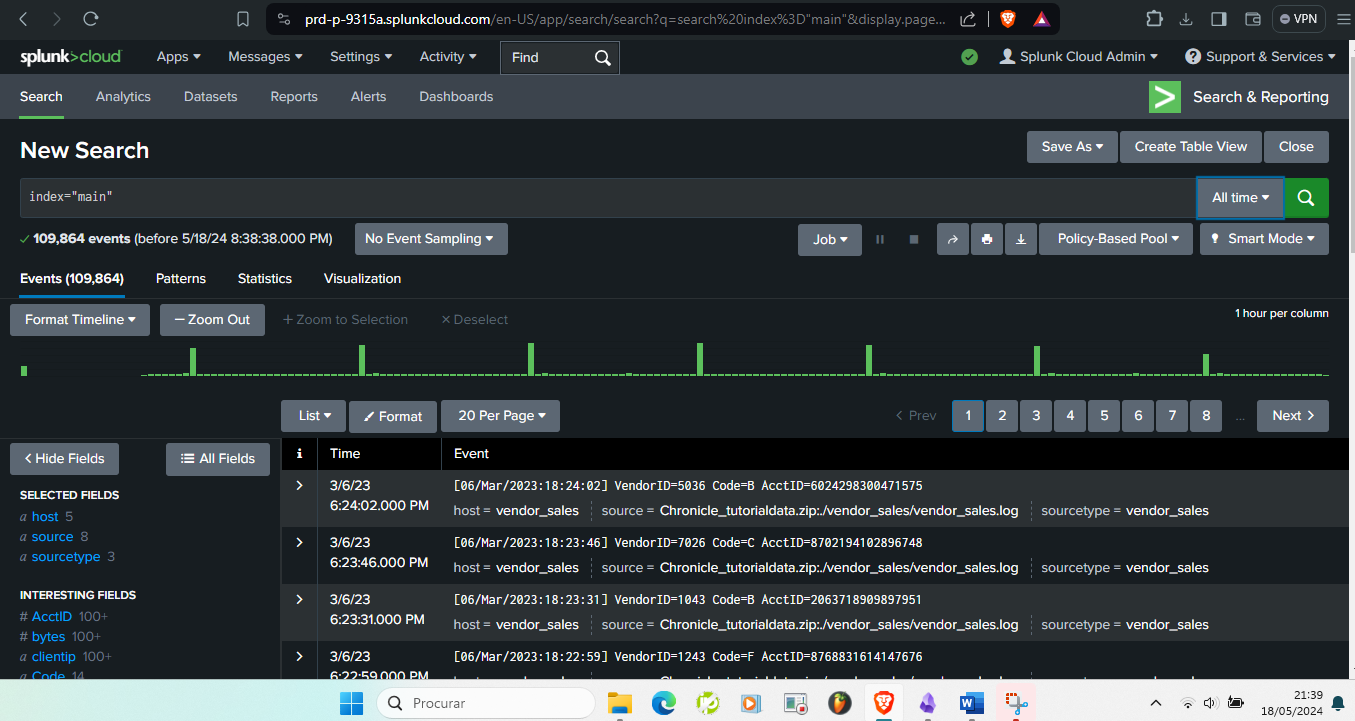 prd-p-9315a.splunkcloud.com/en-US/app/search/search?q=search%20index%3D"main"&display.page...
VPN
splunk>cloud
Apps Messages Settings Activity Find Splunk Cloud Admin Support & Services
Search Analytics Datasets Reports Alerts Dashboards Search & Reporting
New Search
Save As Create Table View Close
index="main"
All time
109,864 events (before 5/18/24 8:38:38.000 PM) No Event Sampling Job Policy-Based Pool Smart Mode
Events (109,864) Patterns Statistics Visualization
Format Timeline — Zoom Out + Zoom to Selection × Deselect
1 hour per column
List Format 20 Per Page < Prev 1 2 3 4 5 6 7 8 ... Next >
< Hide Fields All Fields
i Time Event
SELECTED FIELDS
a host 5
a source 8
a sourcetype 3
INTERESTING FIELDS
# AcctID 100+
# bytes 100+
a clientip 100+
a Code 14
> 3/6/23
6:24:02.000 PM
[06/Mar/2023:18:24:02] VendorID=5036 Code=B AcctID=6024298300471575
host = vendor_sales source = Chronicle_tutorialdata.zip:./vendor_sales/vendor_sales.log sourcetype = vendor_sales
> 3/6/23
6:23:46.000 PM
[06/Mar/2023:18:23:46] VendorID=7026 Code=C AcctID=8702194102896748
host = vendor_sales source = Chronicle_tutorialdata.zip:./vendor_sales/vendor_sales.log sourcetype = vendor_sales
> 3/6/23
6:23:31.000 PM
[06/Mar/2023:18:23:31] VendorID=1043 Code=B AcctID=2063718909897951
host = vendor_sales source = Chronicle_tutorialdata.zip:./vendor_sales/vendor_sales.log sourcetype = vendor_sales
> 3/6/23
6:22:59.000 PM
[06/Mar/2023:18:22:59] VendorID=1243 Code=F AcctID=8768831614147676
host = vendor_sales source = Chronicle_tutorialdata.zip:./vendor_sales/vendor_sales.log sourcetype = vendor_sales
Procurar
21:39
18/05/2024